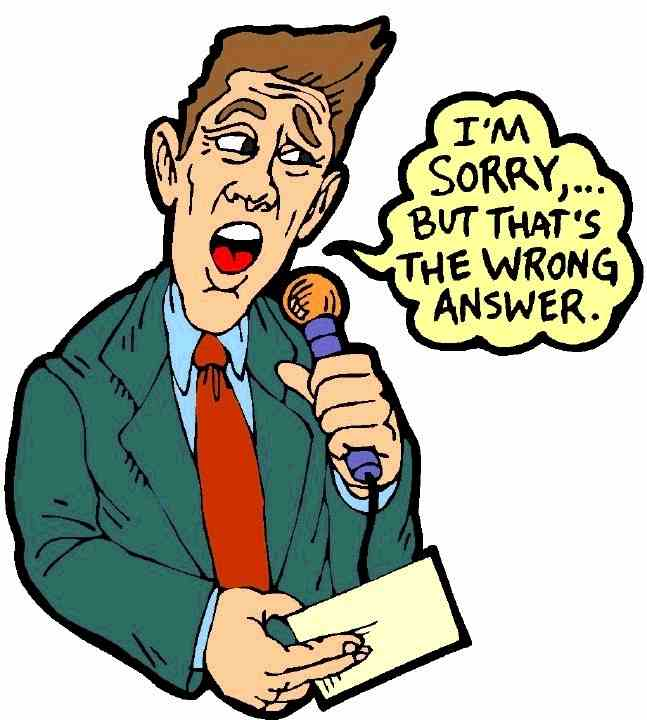 I'M
SORRY,...
BUT THAT'S
THE WRONG
ANSWER.